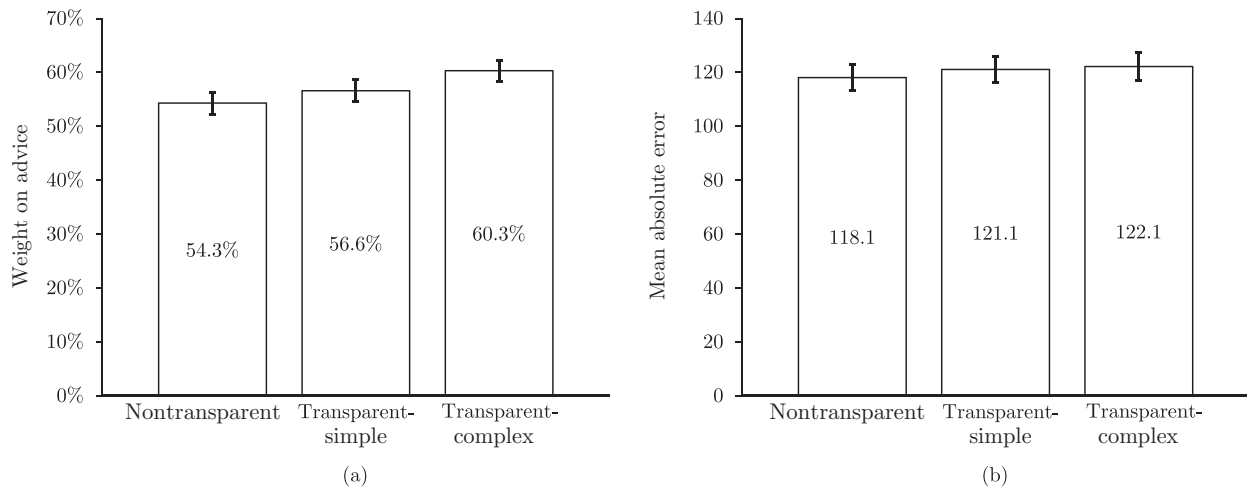 Weight on advice
70%
60%
50%
40%
30%
20%
10%
0%
54.3%
56.6%
60.3%
Nontransparent
Transparent-
simple
Transparent-
complex
(a)
Mean absolute error
140
120
100
80
60
40
20
0
118.1
121.1
122.1
Nontransparent
Transparent-
simple
Transparent-
complex
(b)